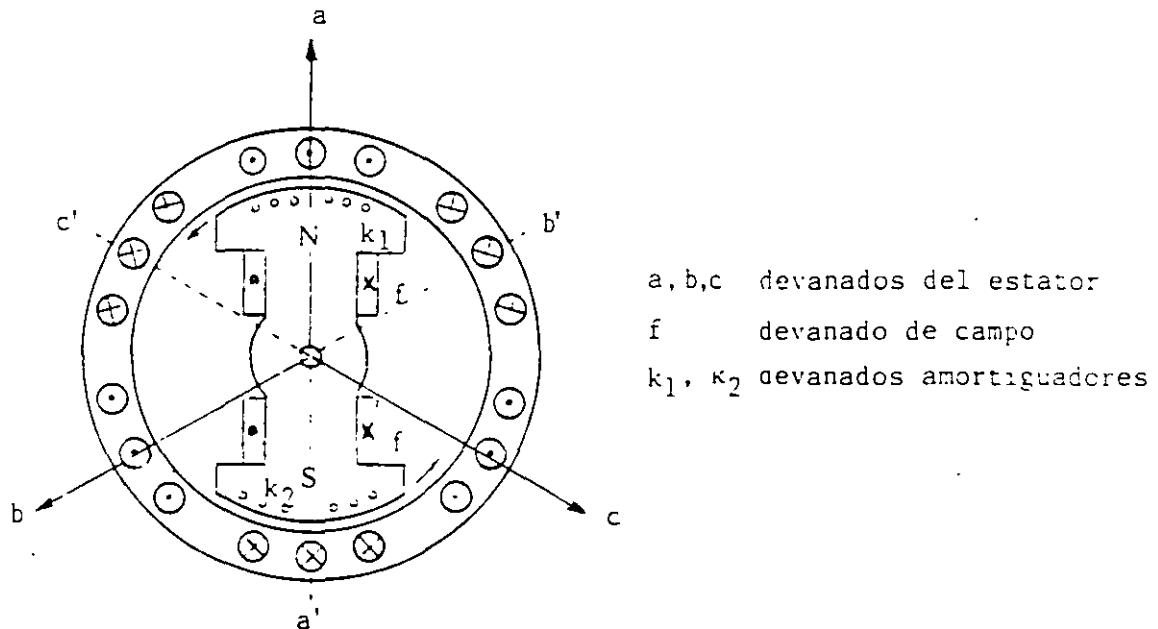 a
c'
b'
N
k₁
f
f
k₂
S
b
c
a'
a,b,c devanados del estator
f devanado de campo
k₁, k₂ devanados amortiguadores